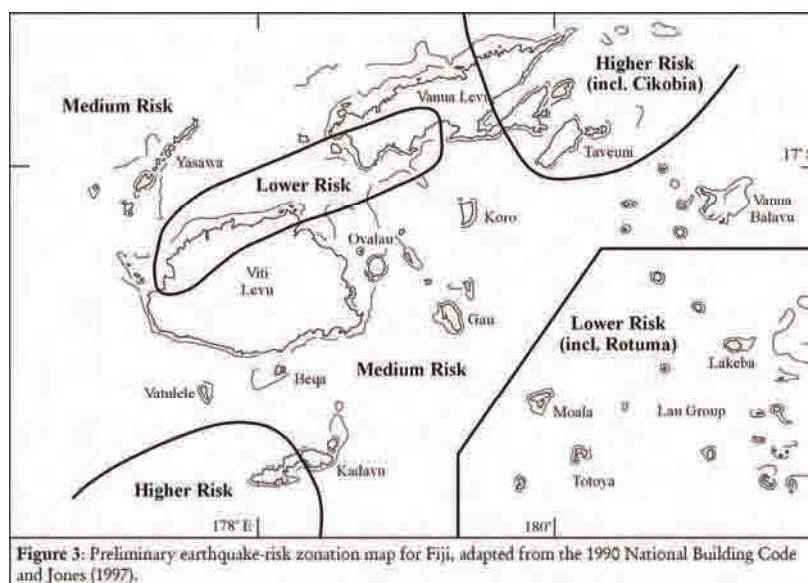 Higher Risk
(incl. Cikobia)
Medium Risk
Vanua Levu
Yasawa
Taveuni
17°S
Lower Risk
Koro
Vanua
Balavu
Ovalau
Viti
Levu
Gau
Lower Risk
(incl. Rotuma)
Lakeba
Medium Risk
Beqa
Vatulele
Moala
Lau Group
Kadavu
Totoya
Higher Risk
178° E
180°
Figure 3: Preliminary earthquake-risk zonation map for Fiji, adapted from the 1990 National Building Code
and Jones (1997).